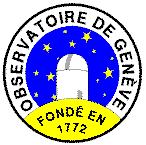 OBSERVATOIRE DE GENÈVE
FONDÉ EN
1772